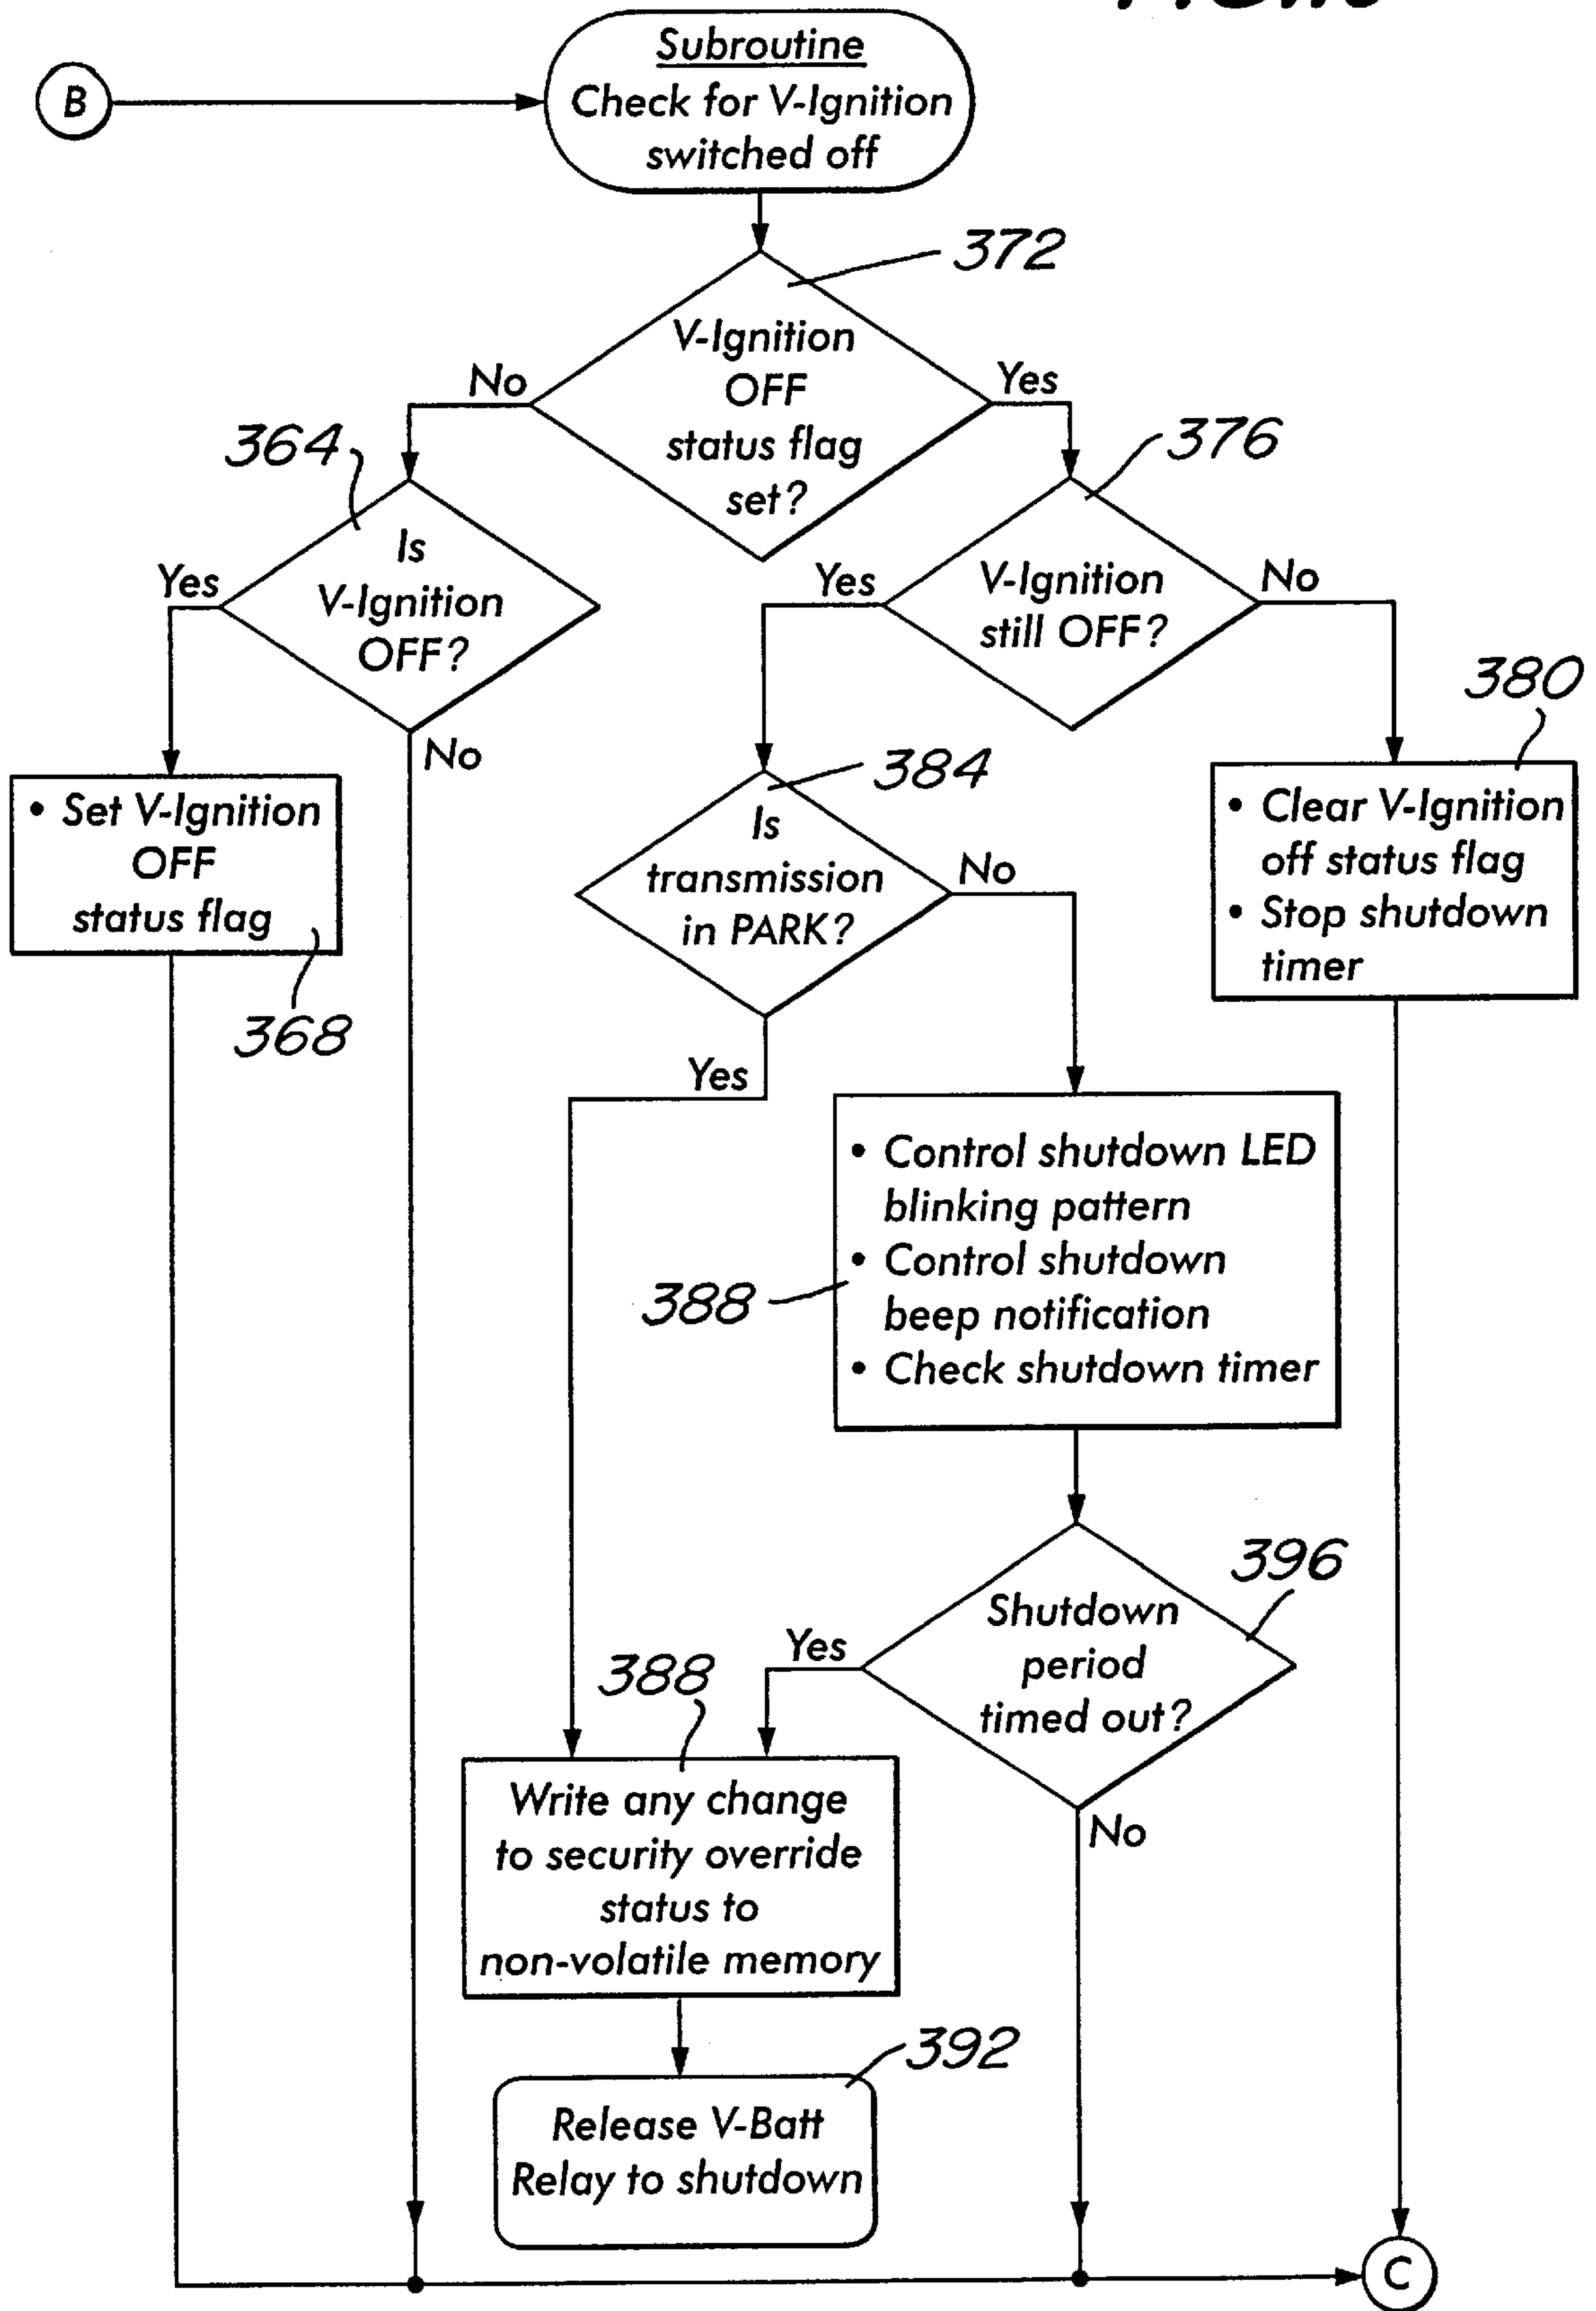 Subroutine
B
Check for V-Ignition
switched off
372
V-Ignition
OFF
status flag
set?
No
Yes
364
376
Is
V-Ignition
OFF?
Yes
No
V-Ignition
still OFF?
Yes
No
380
• Set V-Ignition
OFF
status flag
368
384
Is
transmission
in PARK?
No
Yes
• Clear V-Ignition
off status flag
• Stop shutdown
timer
• Control shutdown LED
blinking pattern
• Control shutdown
beep notification
• Check shutdown timer
388
396
Shutdown
period
timed out?
Yes
No
388
Write any change
to security override
status to
non-volatile memory
392
Release V-Batt
Relay to shutdown
C